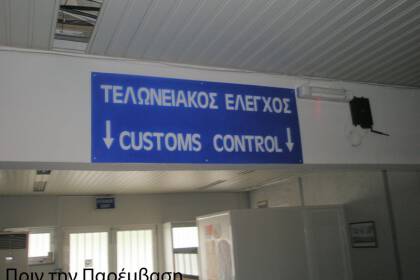 ΤΕΛΩΝΕΙΑΚΟΣ ΕΛΕΓΧΟΣ
↓ CUSTOMS CONTROL ↓
Πριν την Παρέμβαση